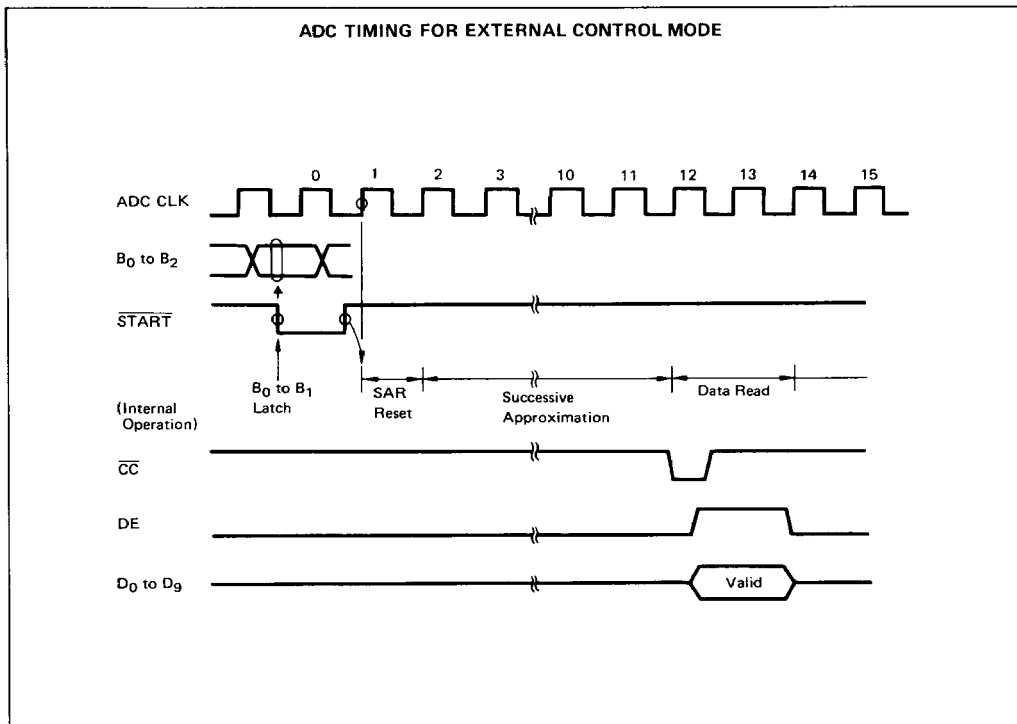 ADC TIMING FOR EXTERNAL CONTROL MODE
0 1 2 3 10 11 12 13 14 15
ADC CLK
B0 to B2
START
B0 to B1
Latch
SAR
Reset
Successive
Approximation
Data Read
(Internal
Operation)
CC
DE
D0 to D9
Valid